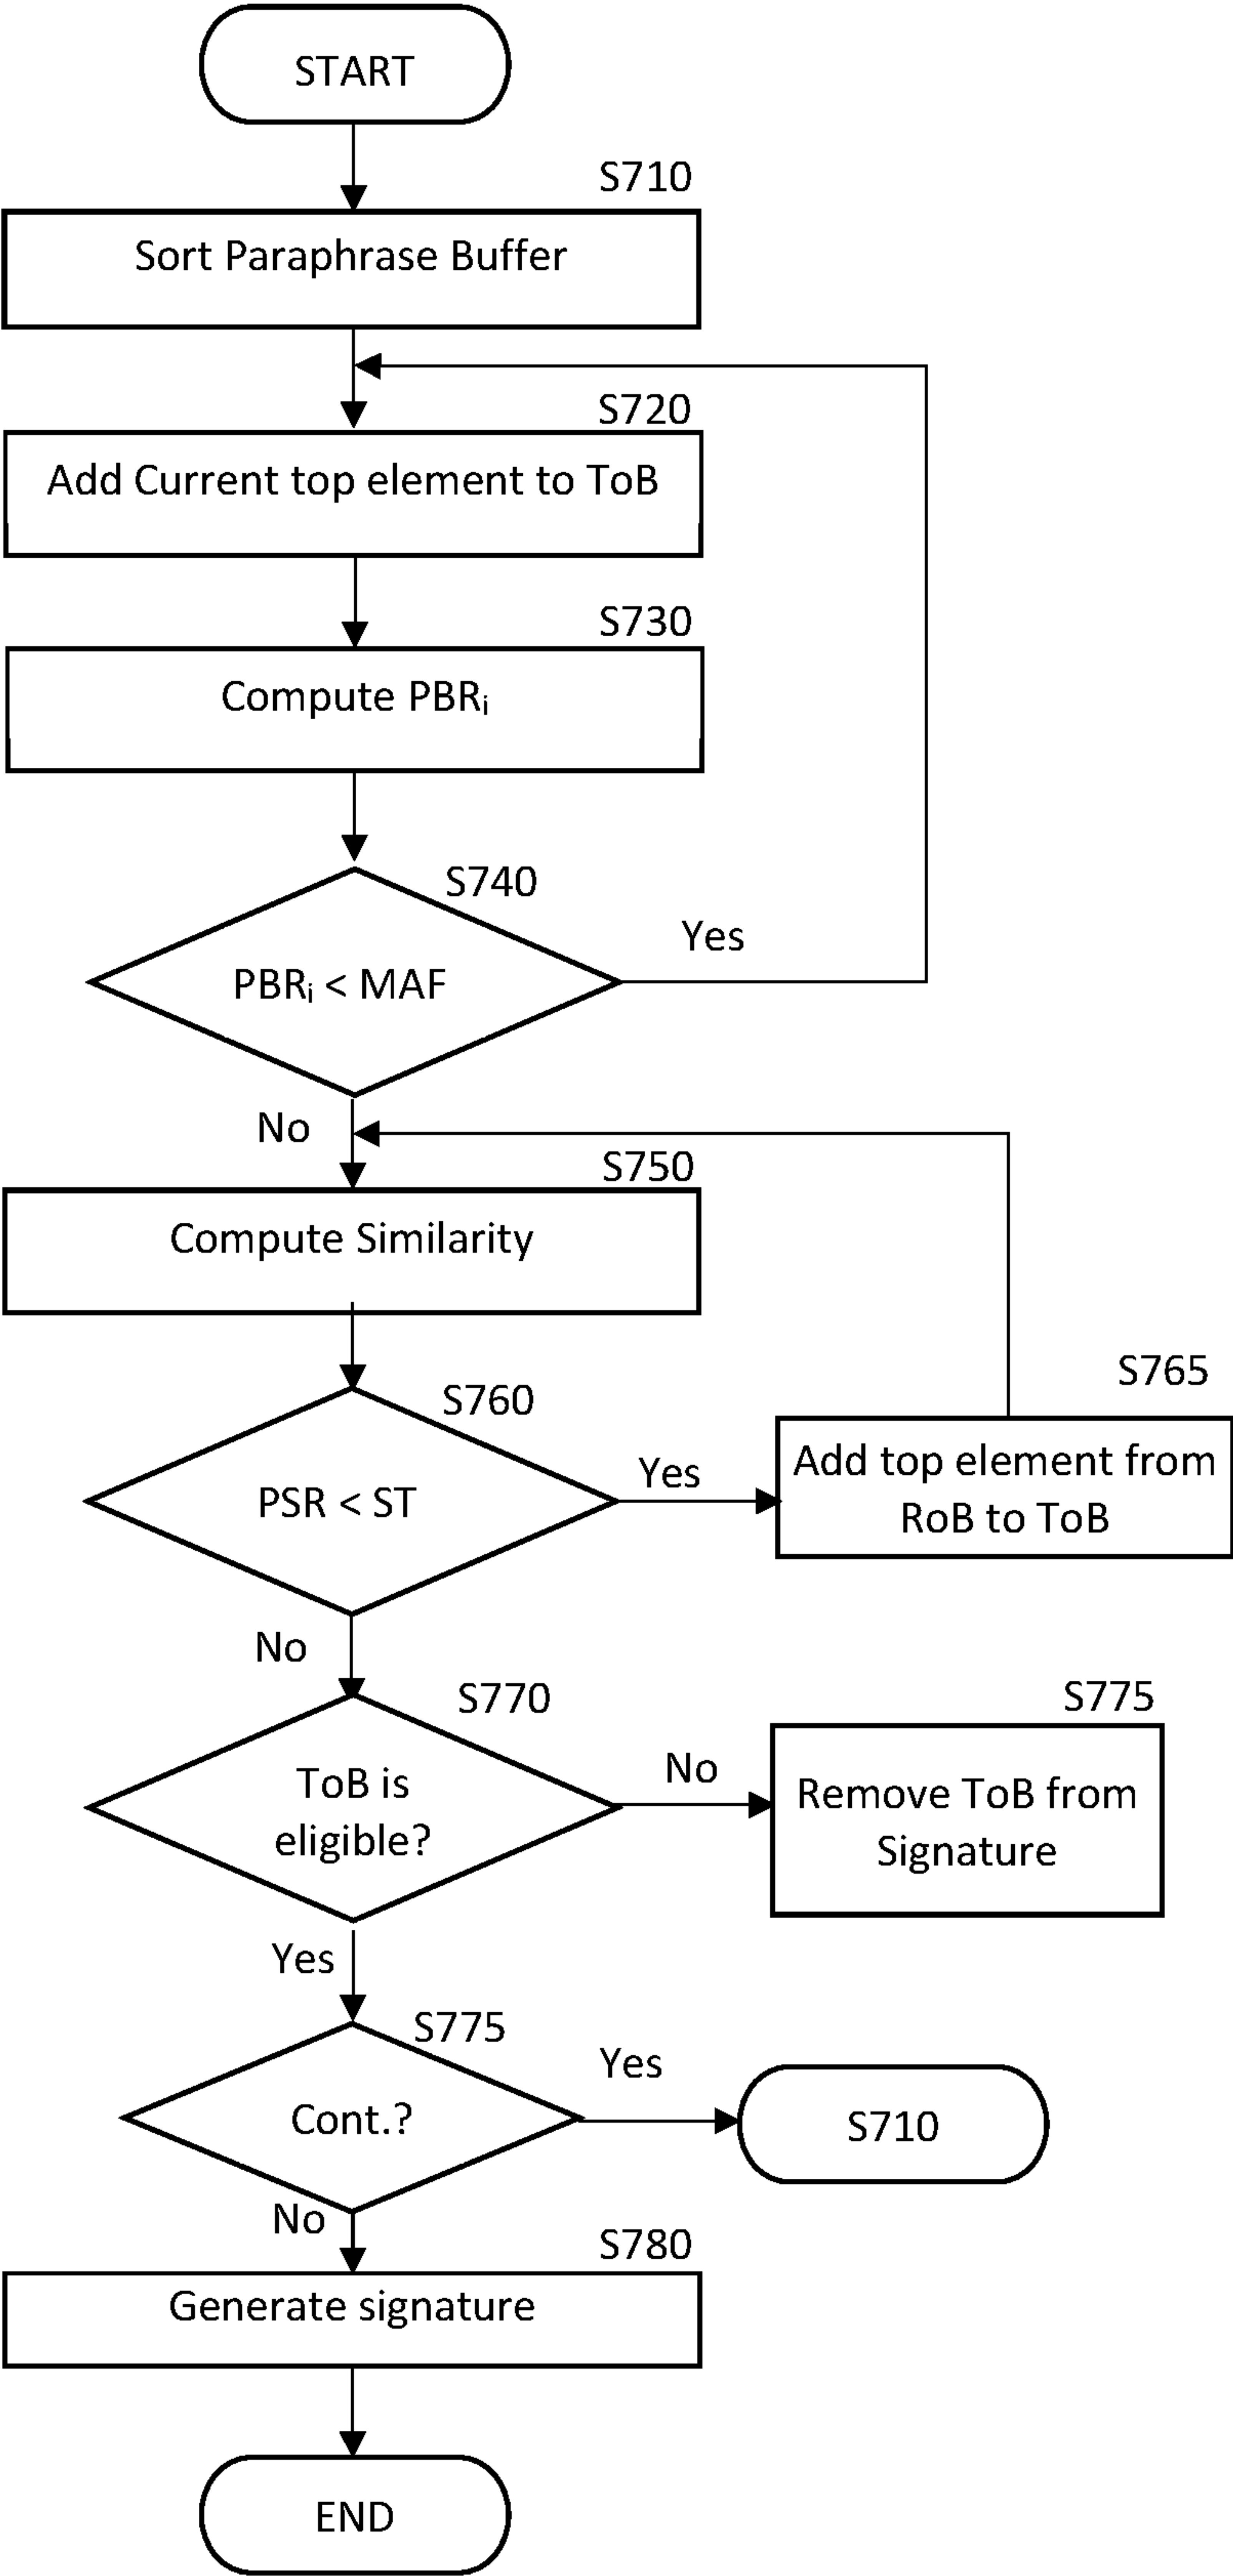 START
S710
Sort Paraphrase Buffer
S720
Add Current top element to ToB
S730
Compute PBRᵢ
S740
Yes
PBRᵢ < MAF
No
S750
Compute Similarity
S765
S760
Add top element from
RoB to ToB
Yes
PSR < ST
No
S770
S775
No
ToB is
eligible?
Remove ToB from
Signature
Yes
S775
Yes
Cont.?
S710
No
S780
Generate signature
END